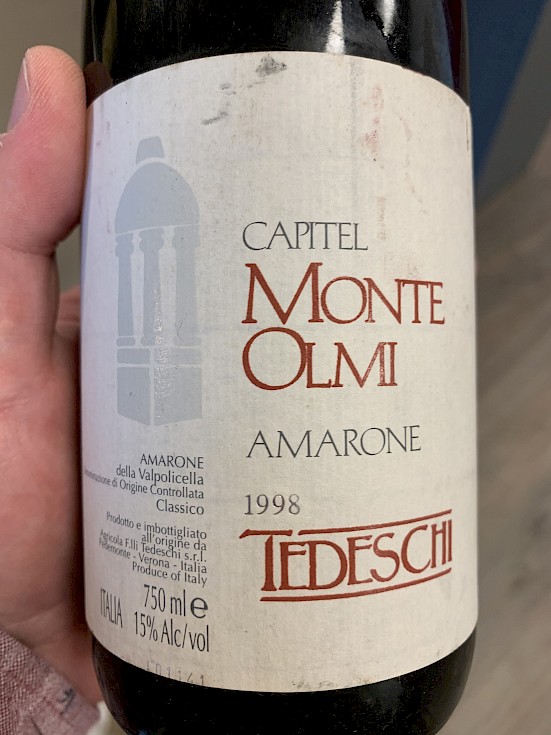 CAPITEL
MONTE
OLMI
AMARONE
1998
TEDESCHI
AMARONE
della Valpolicella
Denominazione di Origine Controllata
Classico
Prodotto e imbottigliato
all'origine da
Agricola F.lli Tedeschi s.r.l.
Pedemonte - Verona - Italia
Produce of Italy
ITALIA 750 ml e
15% Alc/vol